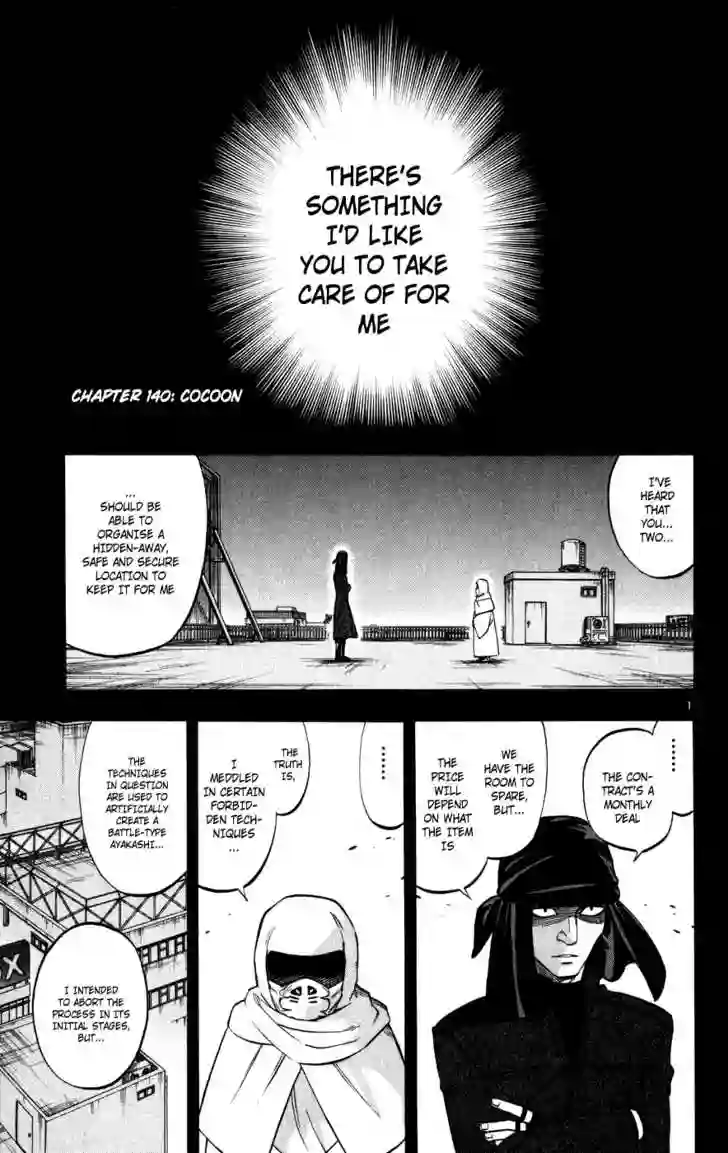 THERE'S
SOMETHING
I'D LIKE
YOU TO TAKE
CARE OF FOR
ME
CHAPTER 140: COCOON
I'VE
HEARD
THAT
YOU...
TWO...
...
SHOULD BE
ABLE TO
ORGANISE A
HIDDEN-AWAY,
SAFE AND SECURE
LOCATION TO
KEEP IT FOR ME
1
THE CON-
TRACT'S A
MONTHLY
DEAL
WE
HAVE THE
ROOM TO
SPARE,
BUT...
THE
PRICE
WILL
DEPEND
ON WHAT
THE ITEM
IS
.....
THE
TRUTH
IS,
I
MEDDLED
IN CERTAIN
FORBID-
DEN TECH-
NIQUES
...
THE
TECHNIQUES
IN QUESTION
ARE USED TO
ARTIFICIALLY
CREATE A
BATTLE-TYPE
AYAKASHI...
I INTENDED
TO ABORT THE
PROCESS IN ITS
INITIAL STAGES,
BUT...
X